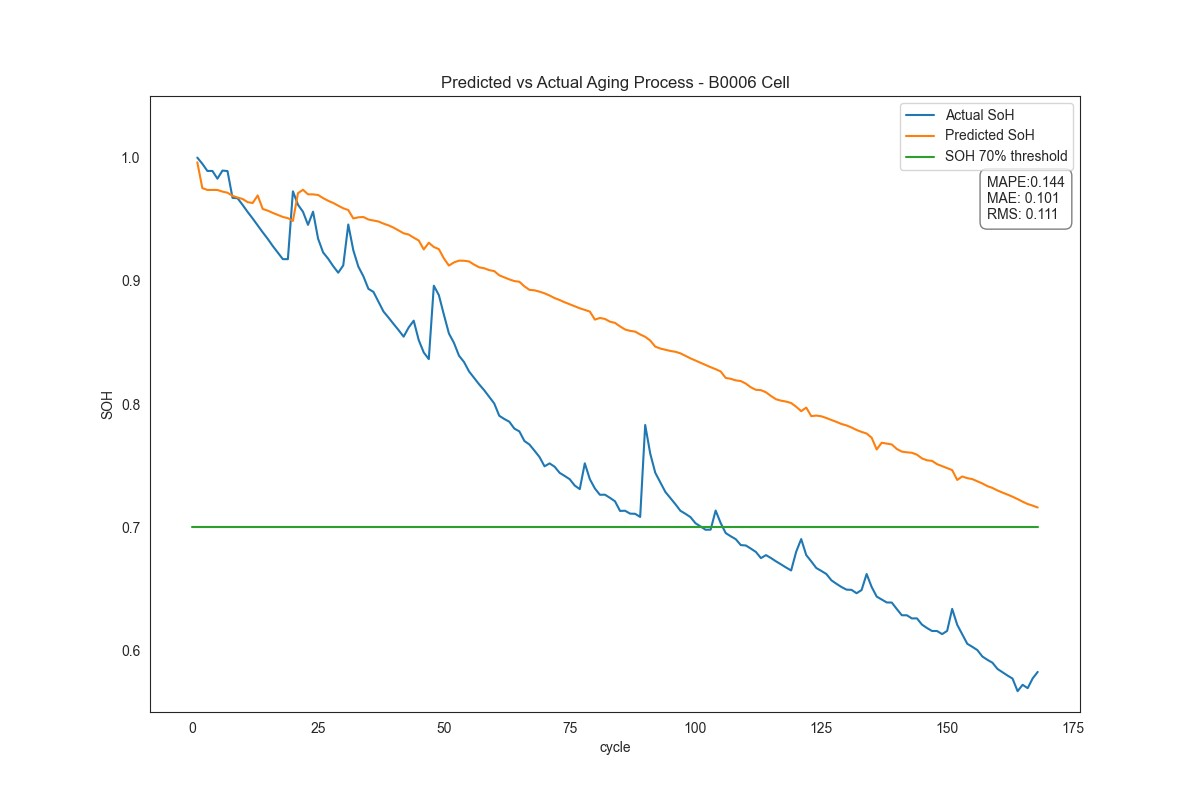 Predicted vs Actual Aging Process - B0006 Cell
Actual SoH
Predicted SoH
SOH 70% threshold
MAPE:0.144
MAE: 0.101
RMS: 0.111
1.0
0.9
0.8
0.7
0.6
SOH
0 25 50 75 100 125 150 175
cycle